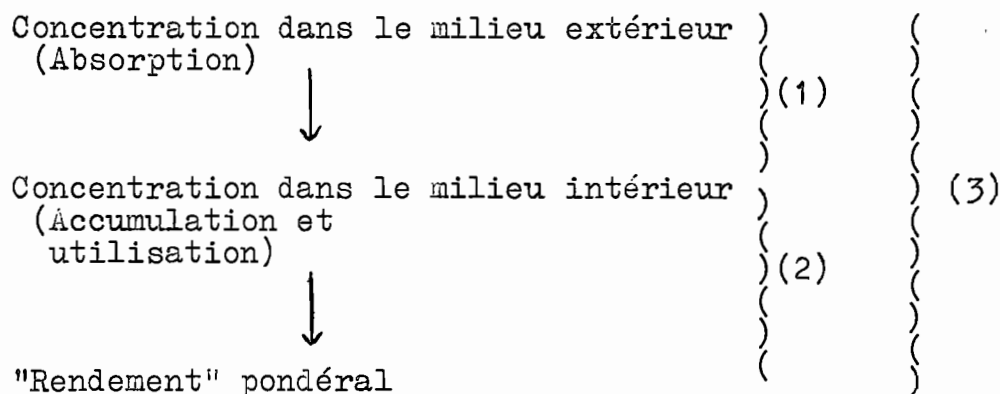 Concentration dans le milieu extérieur
(Absorption)
(1)
Concentration dans le milieu intérieur
(3)
(Accumulation et
utilisation)
(2)
"Rendement" pondéral